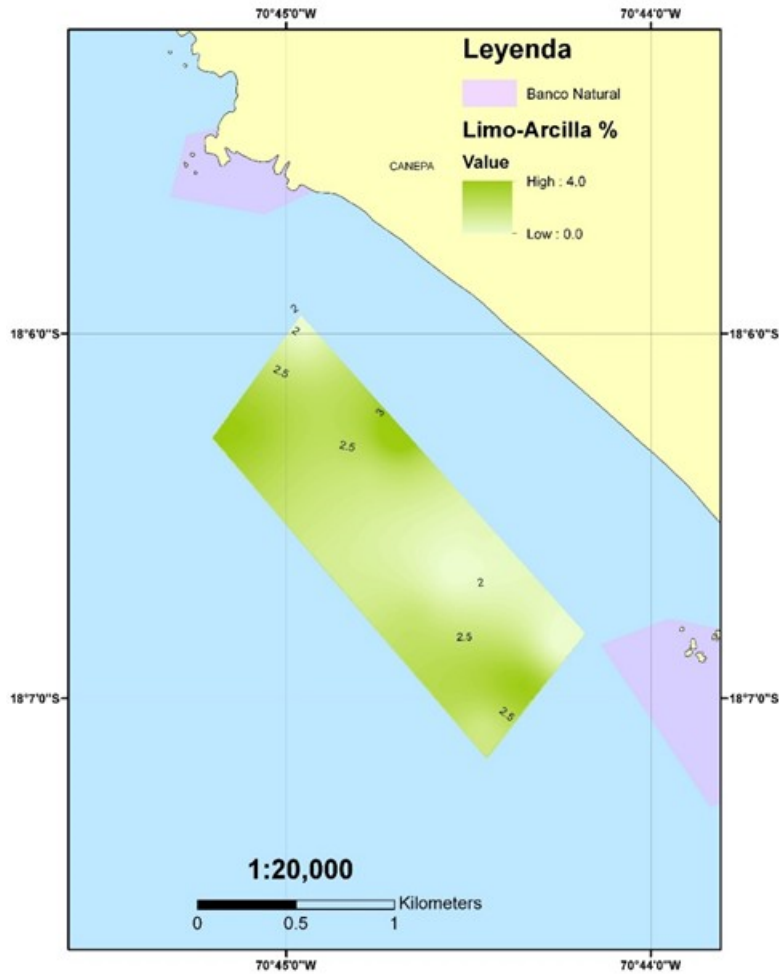 70°45'0"W
70°44'0"W
Leyenda
Banco Natural
Limo-Arcilla %
Value
CANEPA
High : 4.0
Low : 0.0
2
18°6'0"S
2
18°6'0"S
2.5
3
2.5
2
2.5
18°7'0"S
18°7'0"S
2.5
1:20,000
Kilometers
0
0.5
1
70°45'0"W
70°44'0"W